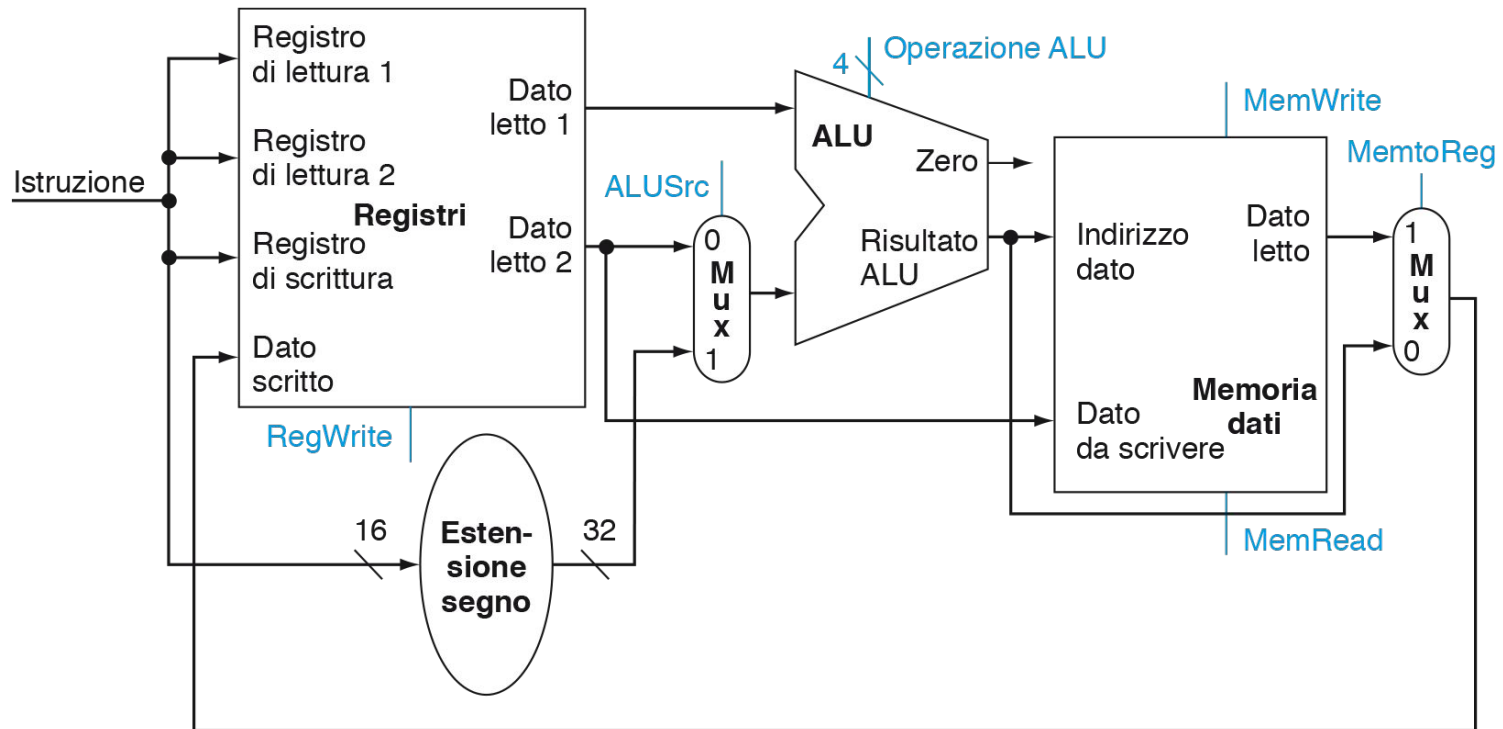 Istruzione
Registro
di lettura 1
Registro
di lettura 2
Registro
di scrittura
Dato
scritto
Registri
Dato
letto 1
Dato
letto 2
RegWrite
16
Esten-
sione
segno
32
ALUSrc
0
M
u
x
1
4
Operazione ALU
ALU
Zero
Risultato
ALU
MemWrite
Indirizzo
dato
Dato
letto
Dato
da scrivere
Memoria
dati
MemRead
MemtoReg
1
M
u
x
0